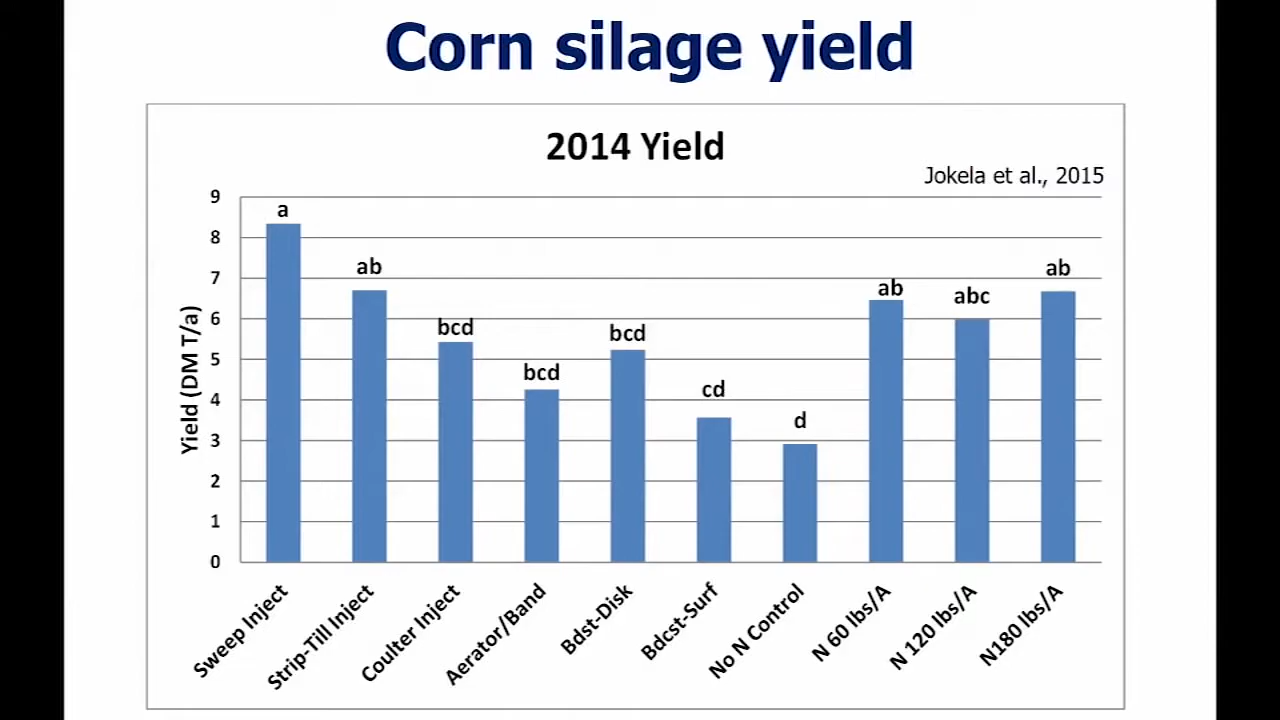 Corn silage yield
2014 Yield
Jokela et al., 2015
Yield (DM T/a)
9
8
7
6
5
4
3
2
1
0
a
ab
bcd
bcd
bcd
cd
d
ab
abc
ab
Sweep Inject
Strip-Till Inject
Coulter Inject
Aerator/Band
Bdst-Disk
Bdcst-Surf
No N Control
N 60 lbs/A
N 120 lbs/A
N180 lbs/A